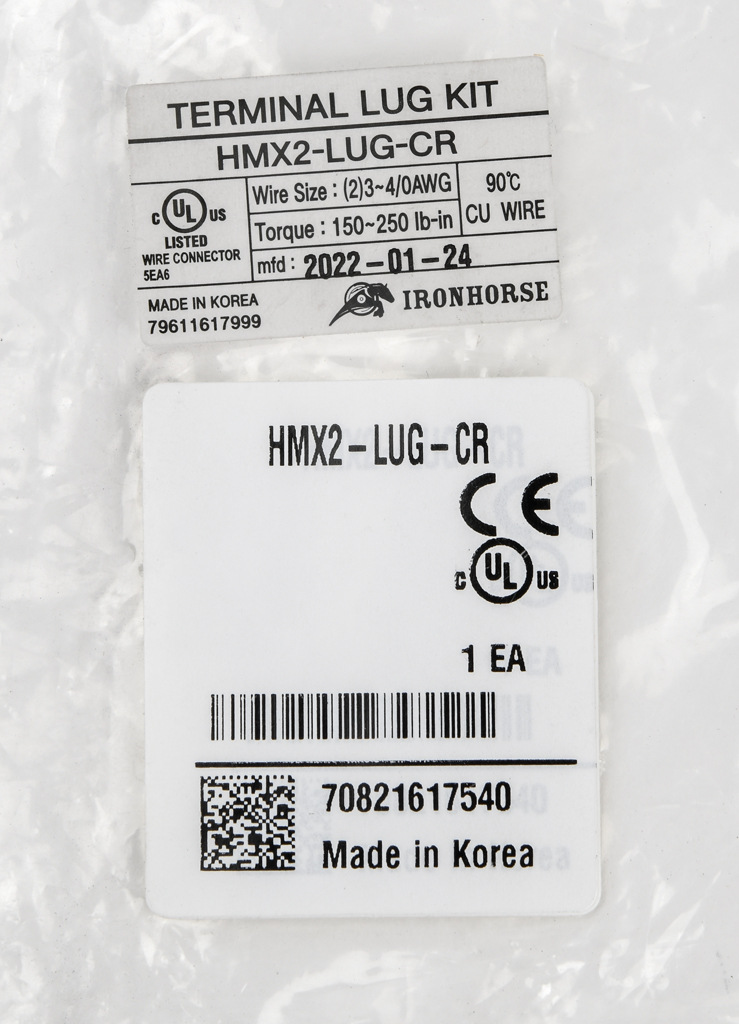 TERMINAL LUG KIT
HMX2-LUG-CR
c UL us
LISTED
WIRE CONNECTOR
5EA6
Wire Size : (2)3~4/0AWG
Torque : 150~250 lb-in
90℃
CU WIRE
mfd : 2022-01-24
MADE IN KOREA
79611617999
IRONHORSE
HMX2-LUG-CR
CE
c UL us
1 EA
70821617540
Made in Korea